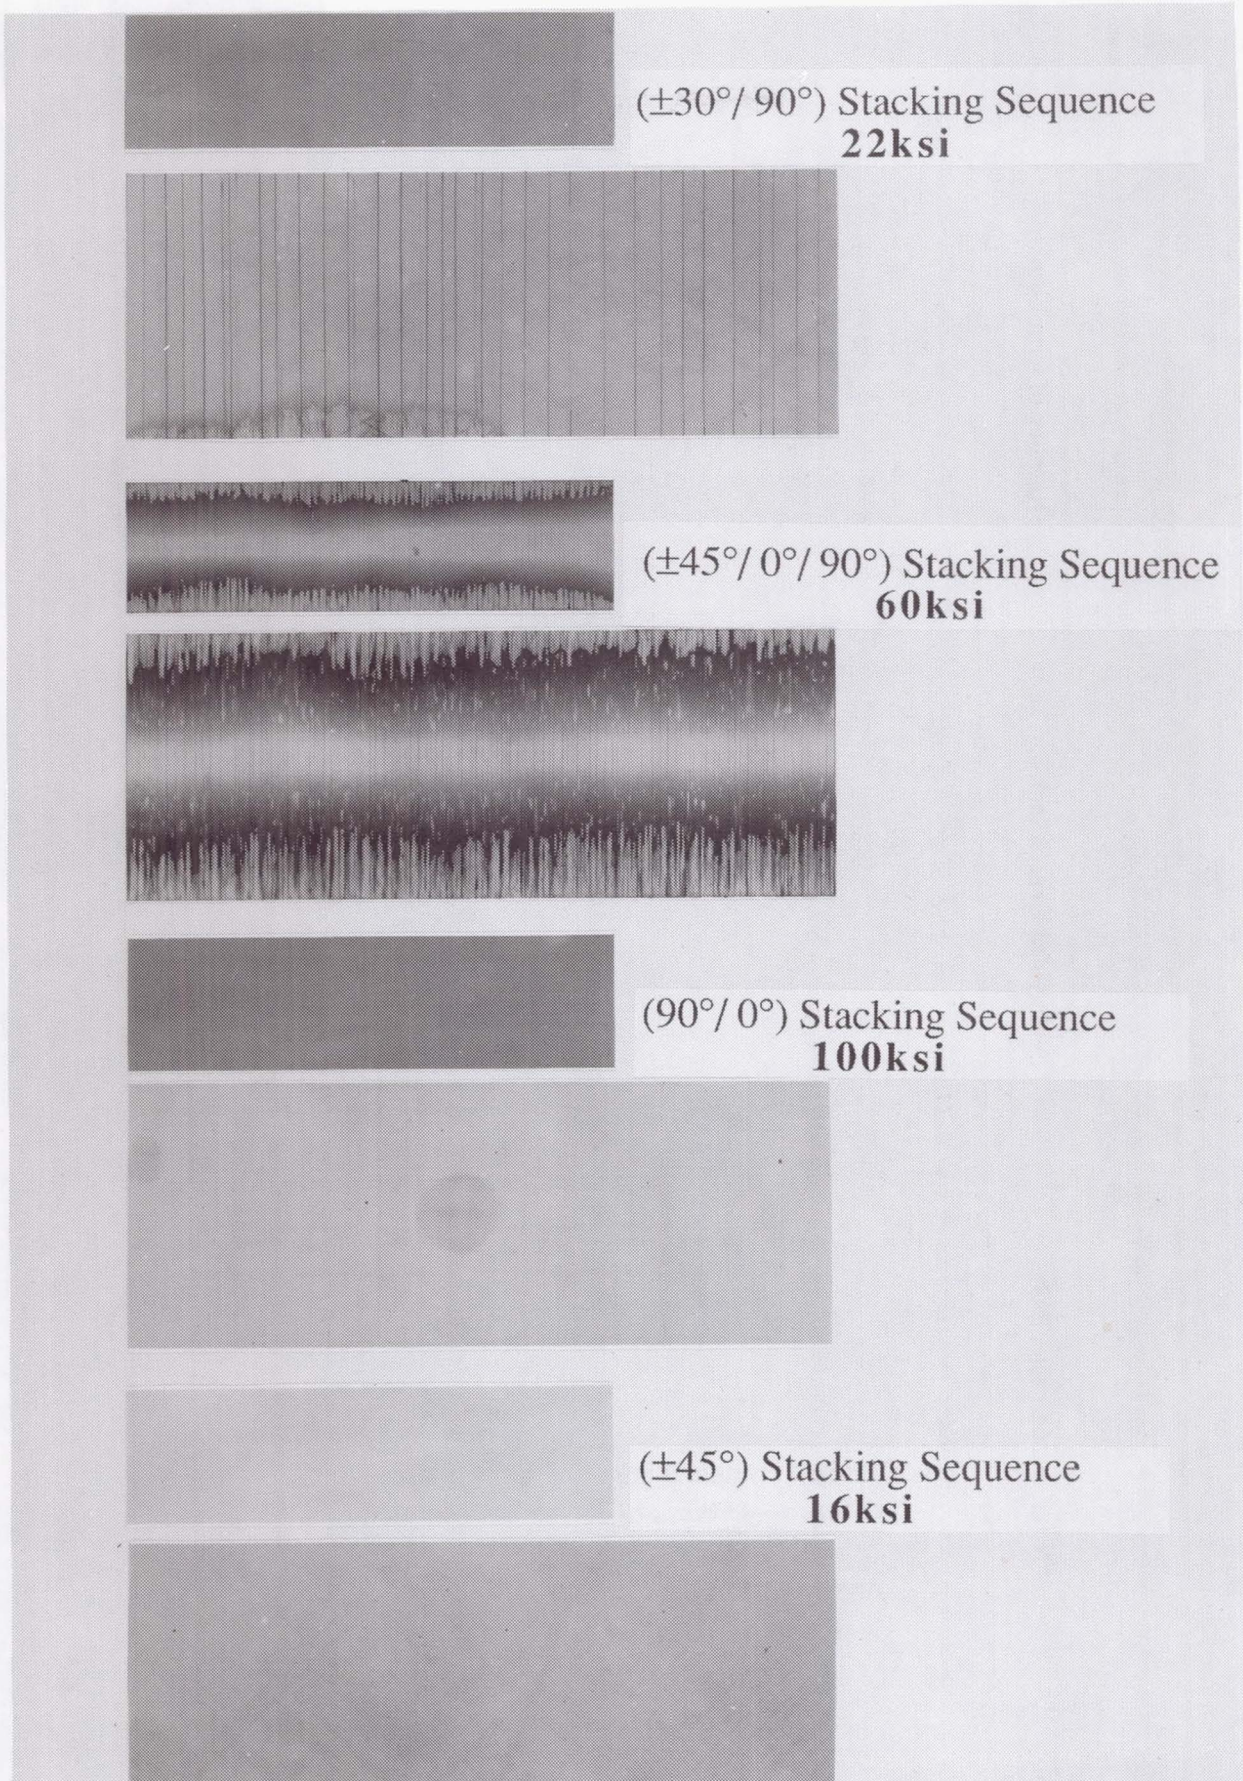 (±30°/ 90°) Stacking Sequence
22ksi
(±45°/ 0°/ 90°) Stacking Sequence
60ksi
(90°/ 0°) Stacking Sequence
100ksi
(±45°) Stacking Sequence
16ksi